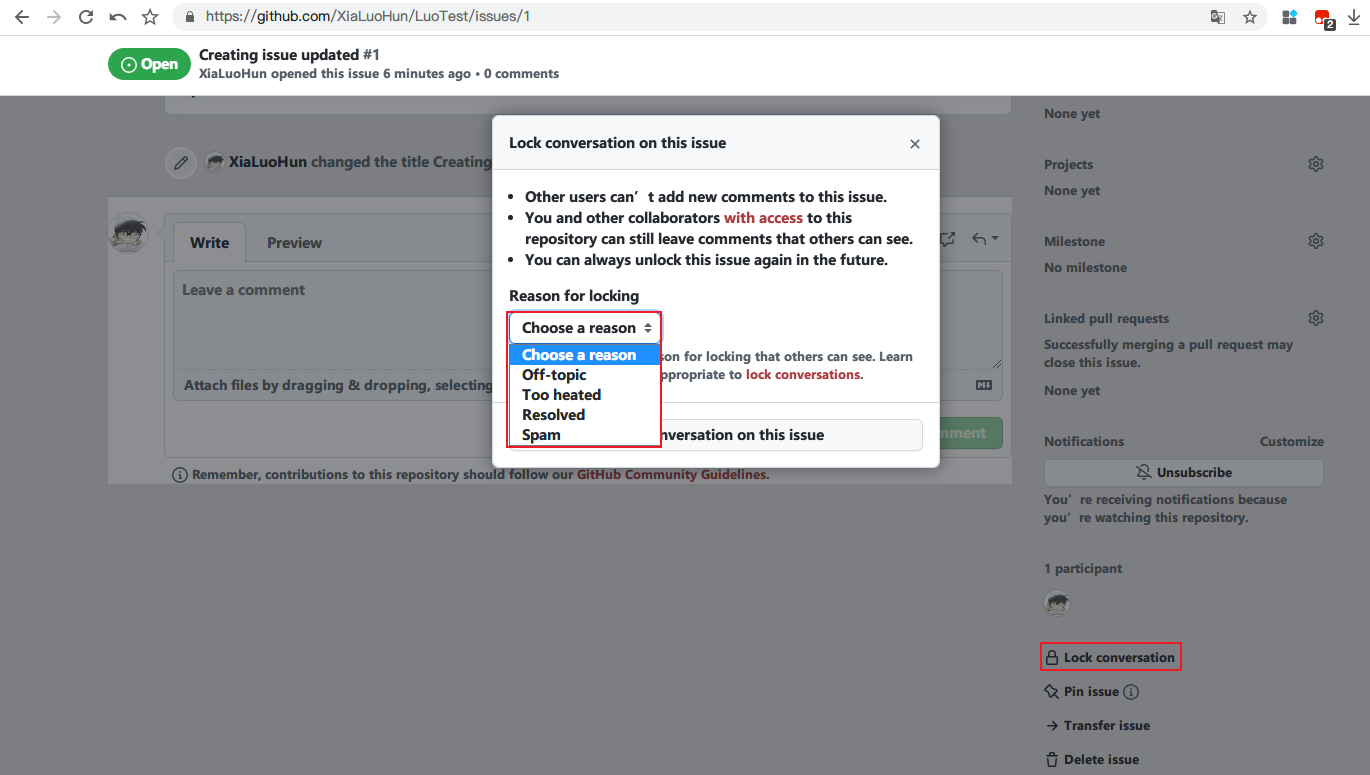 https://github.com/XiaLuoHun/LuoTest/issues/1
2
Open
Creating issue updated #1
XiaLuoHun opened this issue 6 minutes ago • 0 comments
XiaLuoHun changed the title Creating
Write
Preview
Leave a comment
Attach files by dragging & dropping, selecting
Remember, contributions to this repository should follow our GitHub Community Guidelines.
Lock conversation on this issue
• Other users can’t add new comments to this issue.
• You and other collaborators with access to this
repository can still leave comments that others can see.
• You can always unlock this issue again in the future.
Reason for locking
Choose a reason
Choose a reason
Off-topic
Too heated
Resolved
Spam
for locking that others can see. Learn
to lock conversations.
on this issue
None yet
Projects
None yet
Milestone
No milestone
Linked pull requests
Successfully merging a pull request may
close this issue.
None yet
Notifications
Customize
Unsubscribe
You’re receiving notifications because
you’re watching this repository.
1 participant
Lock conversation
Pin issue
Transfer issue
Delete issue